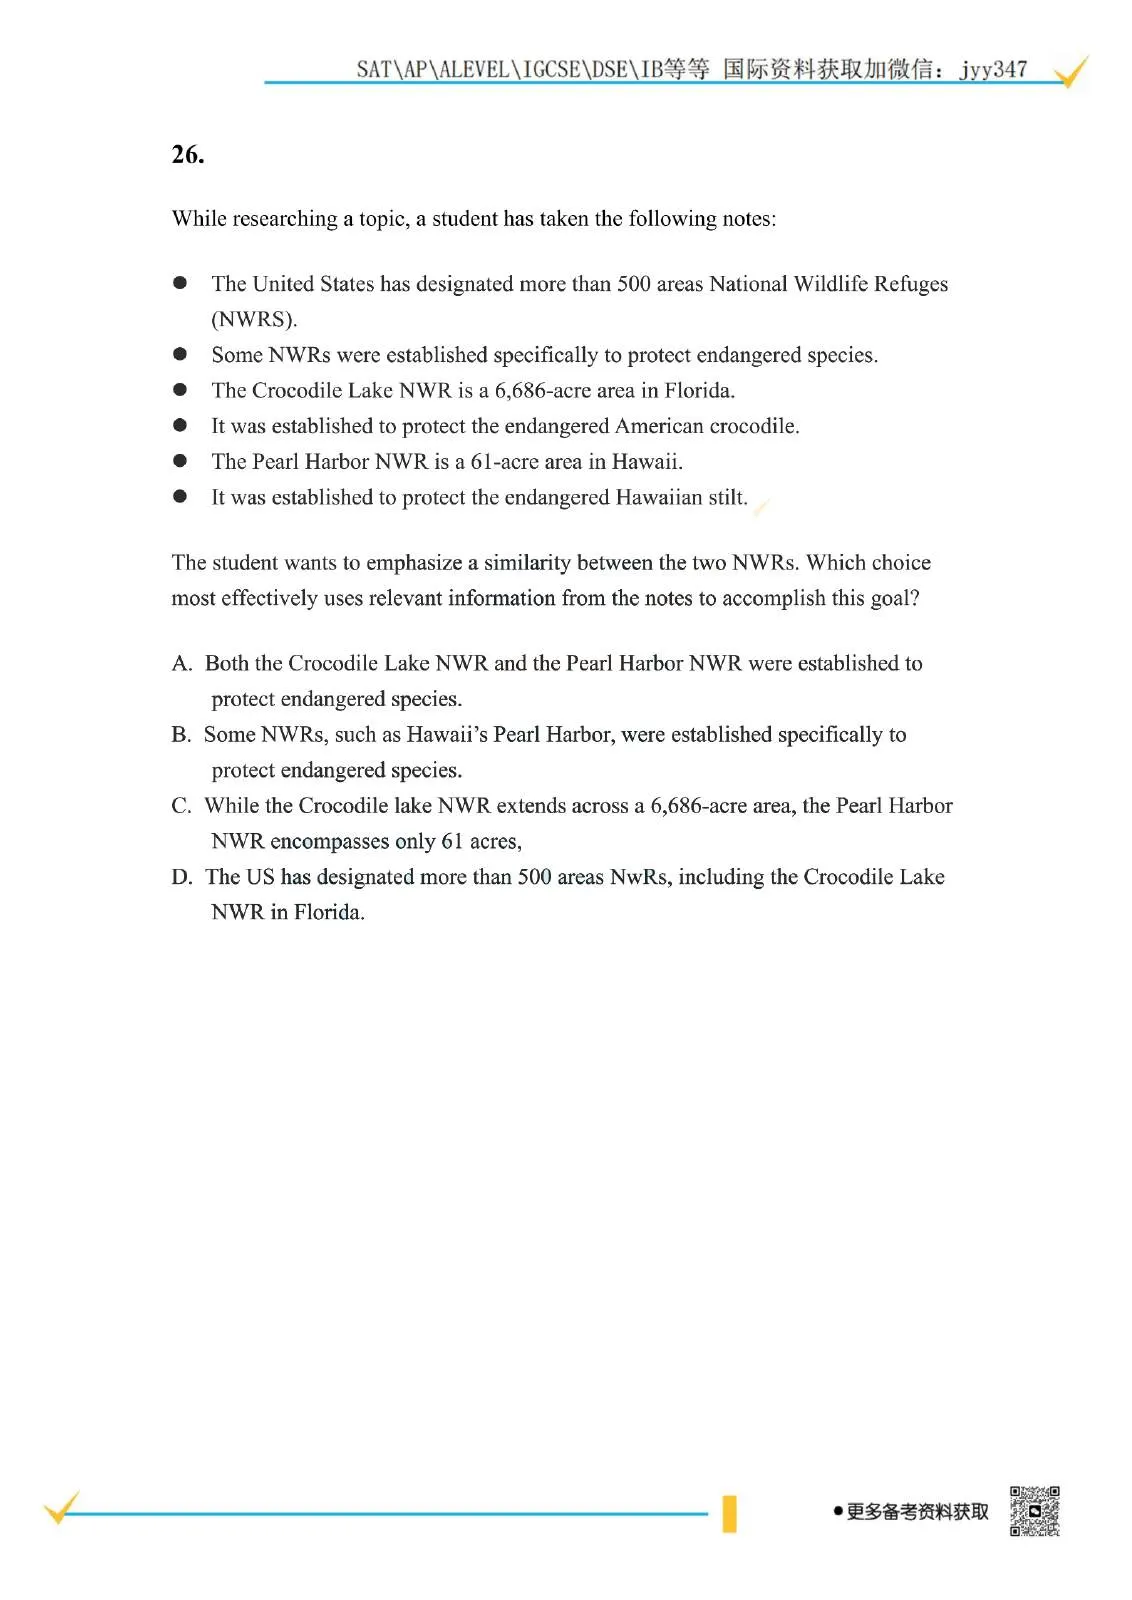 SAT\AP\ALEVEL\IGCSE\DSE\IB等等 国际资料获取加微信：jyy347
26.
While researching a topic, a student has taken the following notes:
● The United States has designated more than 500 areas National Wildlife Refuges
(NWRS).
● Some NWRs were established specifically to protect endangered species.
● The Crocodile Lake NWR is a 6,686-acre area in Florida.
● It was established to protect the endangered American crocodile.
● The Pearl Harbor NWR is a 61-acre area in Hawaii.
● It was established to protect the endangered Hawaiian stilt.
The student wants to emphasize a similarity between the two NWRs. Which choice
most effectively uses relevant information from the notes to accomplish this goal?
A. Both the Crocodile Lake NWR and the Pearl Harbor NWR were established to
protect endangered species.
B. Some NWRs, such as Hawaii’s Pearl Harbor, were established specifically to
protect endangered species.
C. While the Crocodile lake NWR extends across a 6,686-acre area, the Pearl Harbor
NWR encompasses only 61 acres,
D. The US has designated more than 500 areas NwRs, including the Crocodile Lake
NWR in Florida.
●更多备考资料获取